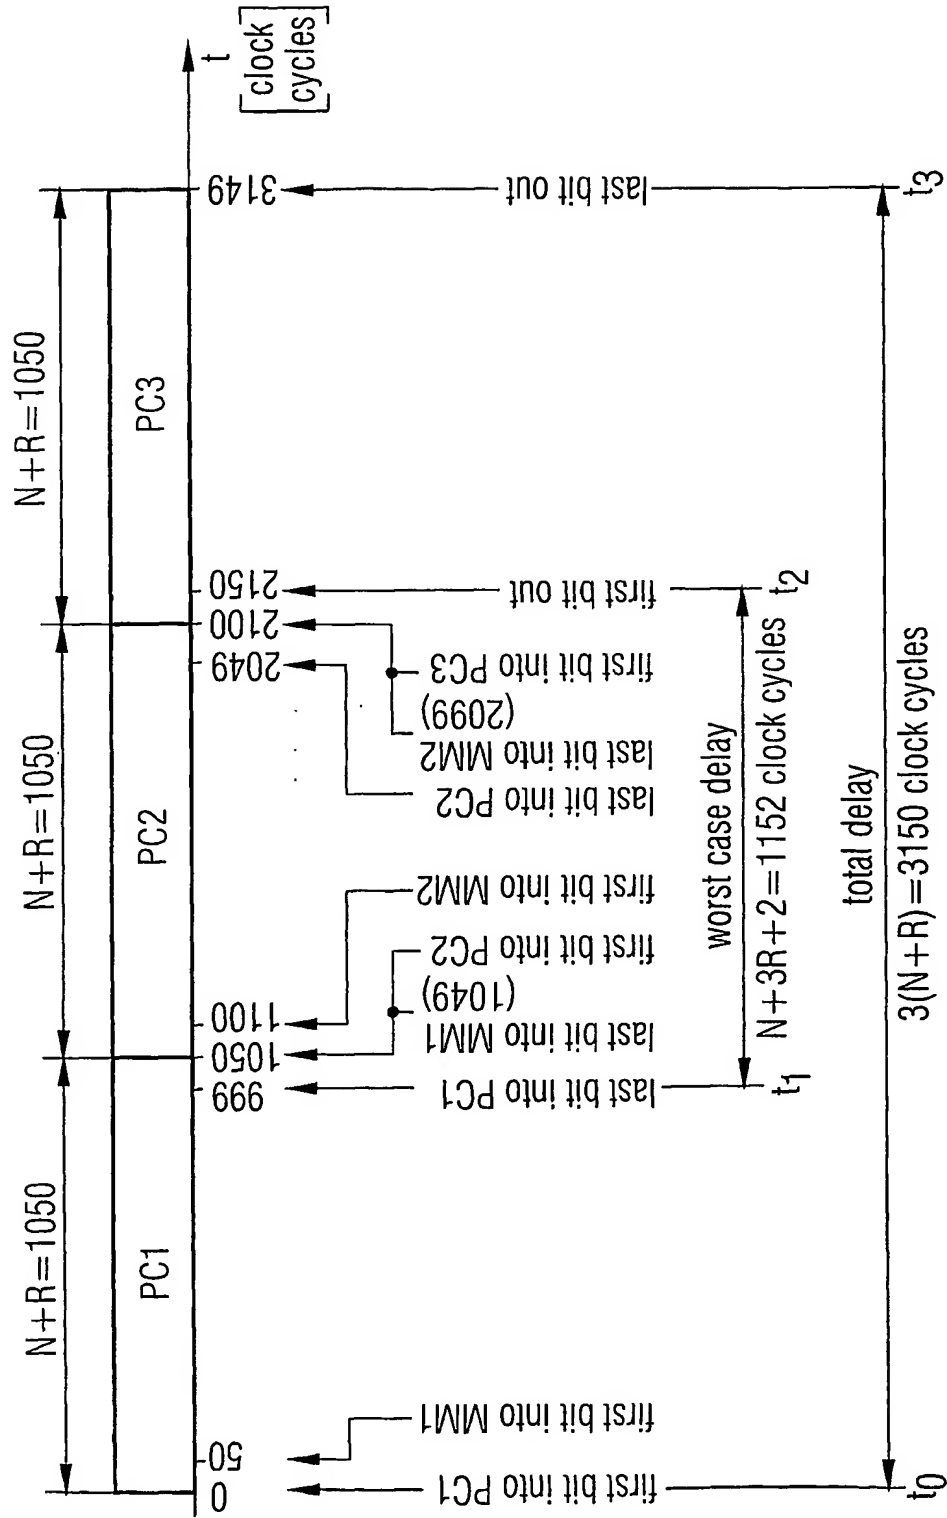 N+R=1050
N+R=1050
N+R=1050
PC1
PC2
PC3
0
50
999
1050
1100
2049
2100
2150
3149
t
[clock
cycles]
first bit into PC1
first bit into MM1
last bit into PC1
last bit into MM1
(1049)
first bit into PC2
first bit into MM2
last bit into PC2
last bit into MM2
(2099)
first bit into PC3
first bit out
last bit out
worst case delay
N+3R+2=1152 clock cycles
t1
t2
total delay
3(N+R)=3150 clock cycles
t0
t3